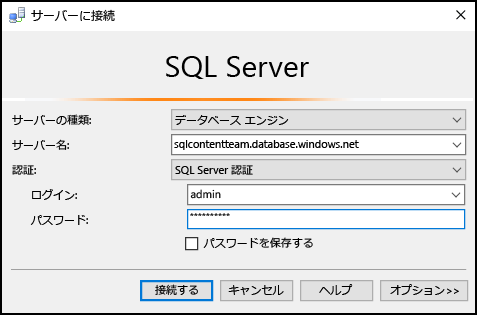 サーバーに接続
SQL Server
サーバーの種類: データベース エンジン
サーバー名: sqlcontentteam.database.windows.net
認証: SQL Server 認証
ログイン: admin
パスワード: **********
パスワードを保存する
接続する キャンセル ヘルプ オプション>>